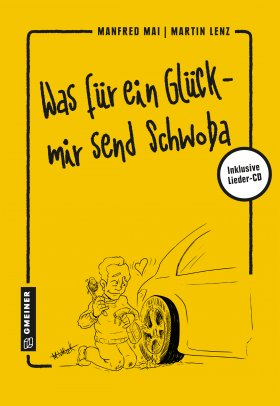 MANFRED MAI | MARTIN LENZ
Was für ein Glück –
mir send Schwoba
Inklusive
Lieder-CD
GMEINER